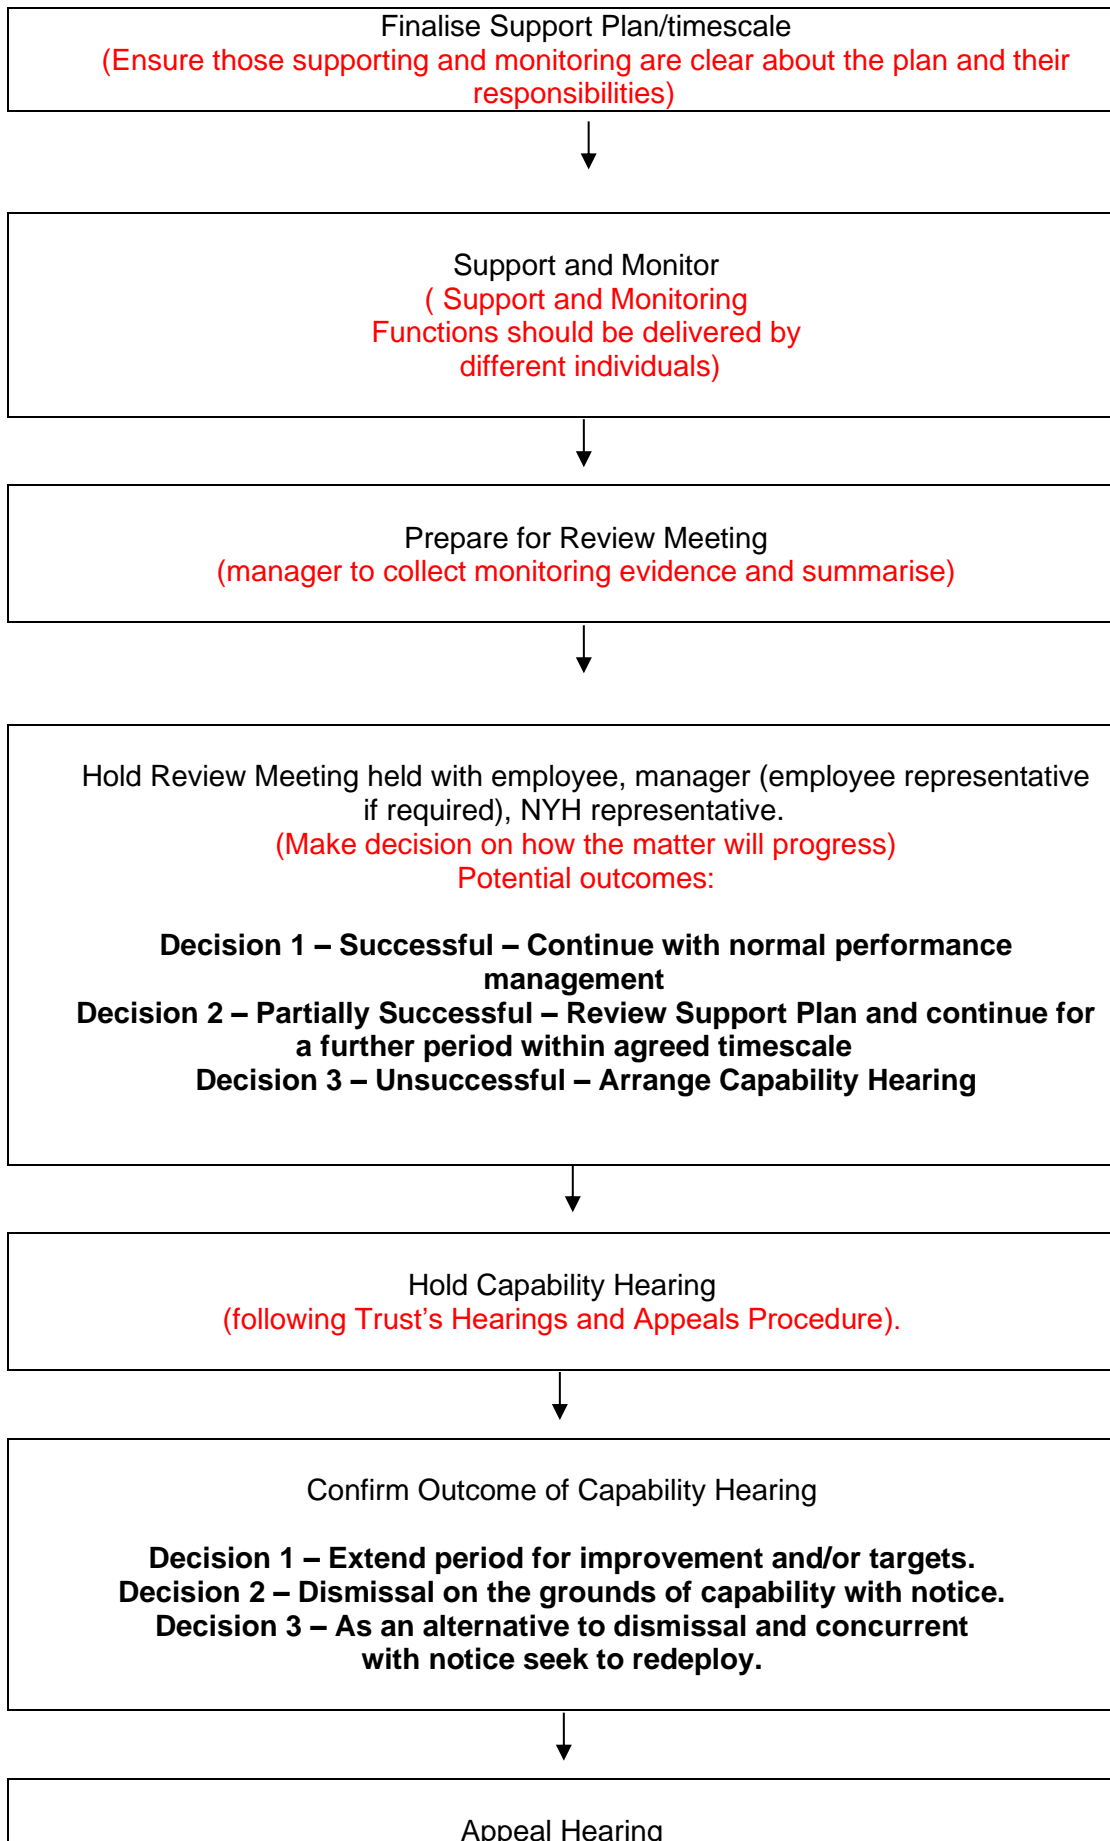 Finalise Support Plan/timescale
(Ensure those supporting and monitoring are clear about the plan and their
responsibilities)
Support and Monitor
( Support and Monitoring
Functions should be delivered by
different individuals)
Prepare for Review Meeting
(manager to collect monitoring evidence and summarise)
Hold Review Meeting held with employee, manager (employee representative
if required), NYH representative.
(Make decision on how the matter will progress)
Potential outcomes:
Decision 1 – Successful – Continue with normal performance
management
Decision 2 – Partially Successful – Review Support Plan and continue for
a further period within agreed timescale
Decision 3 – Unsuccessful – Arrange Capability Hearing
Hold Capability Hearing
(following Trust’s Hearings and Appeals Procedure).
Confirm Outcome of Capability Hearing
Decision 1 – Extend period for improvement and/or targets.
Decision 2 – Dismissal on the grounds of capability with notice.
Decision 3 – As an alternative to dismissal and concurrent
with notice seek to redeploy.
Appeal Hearing